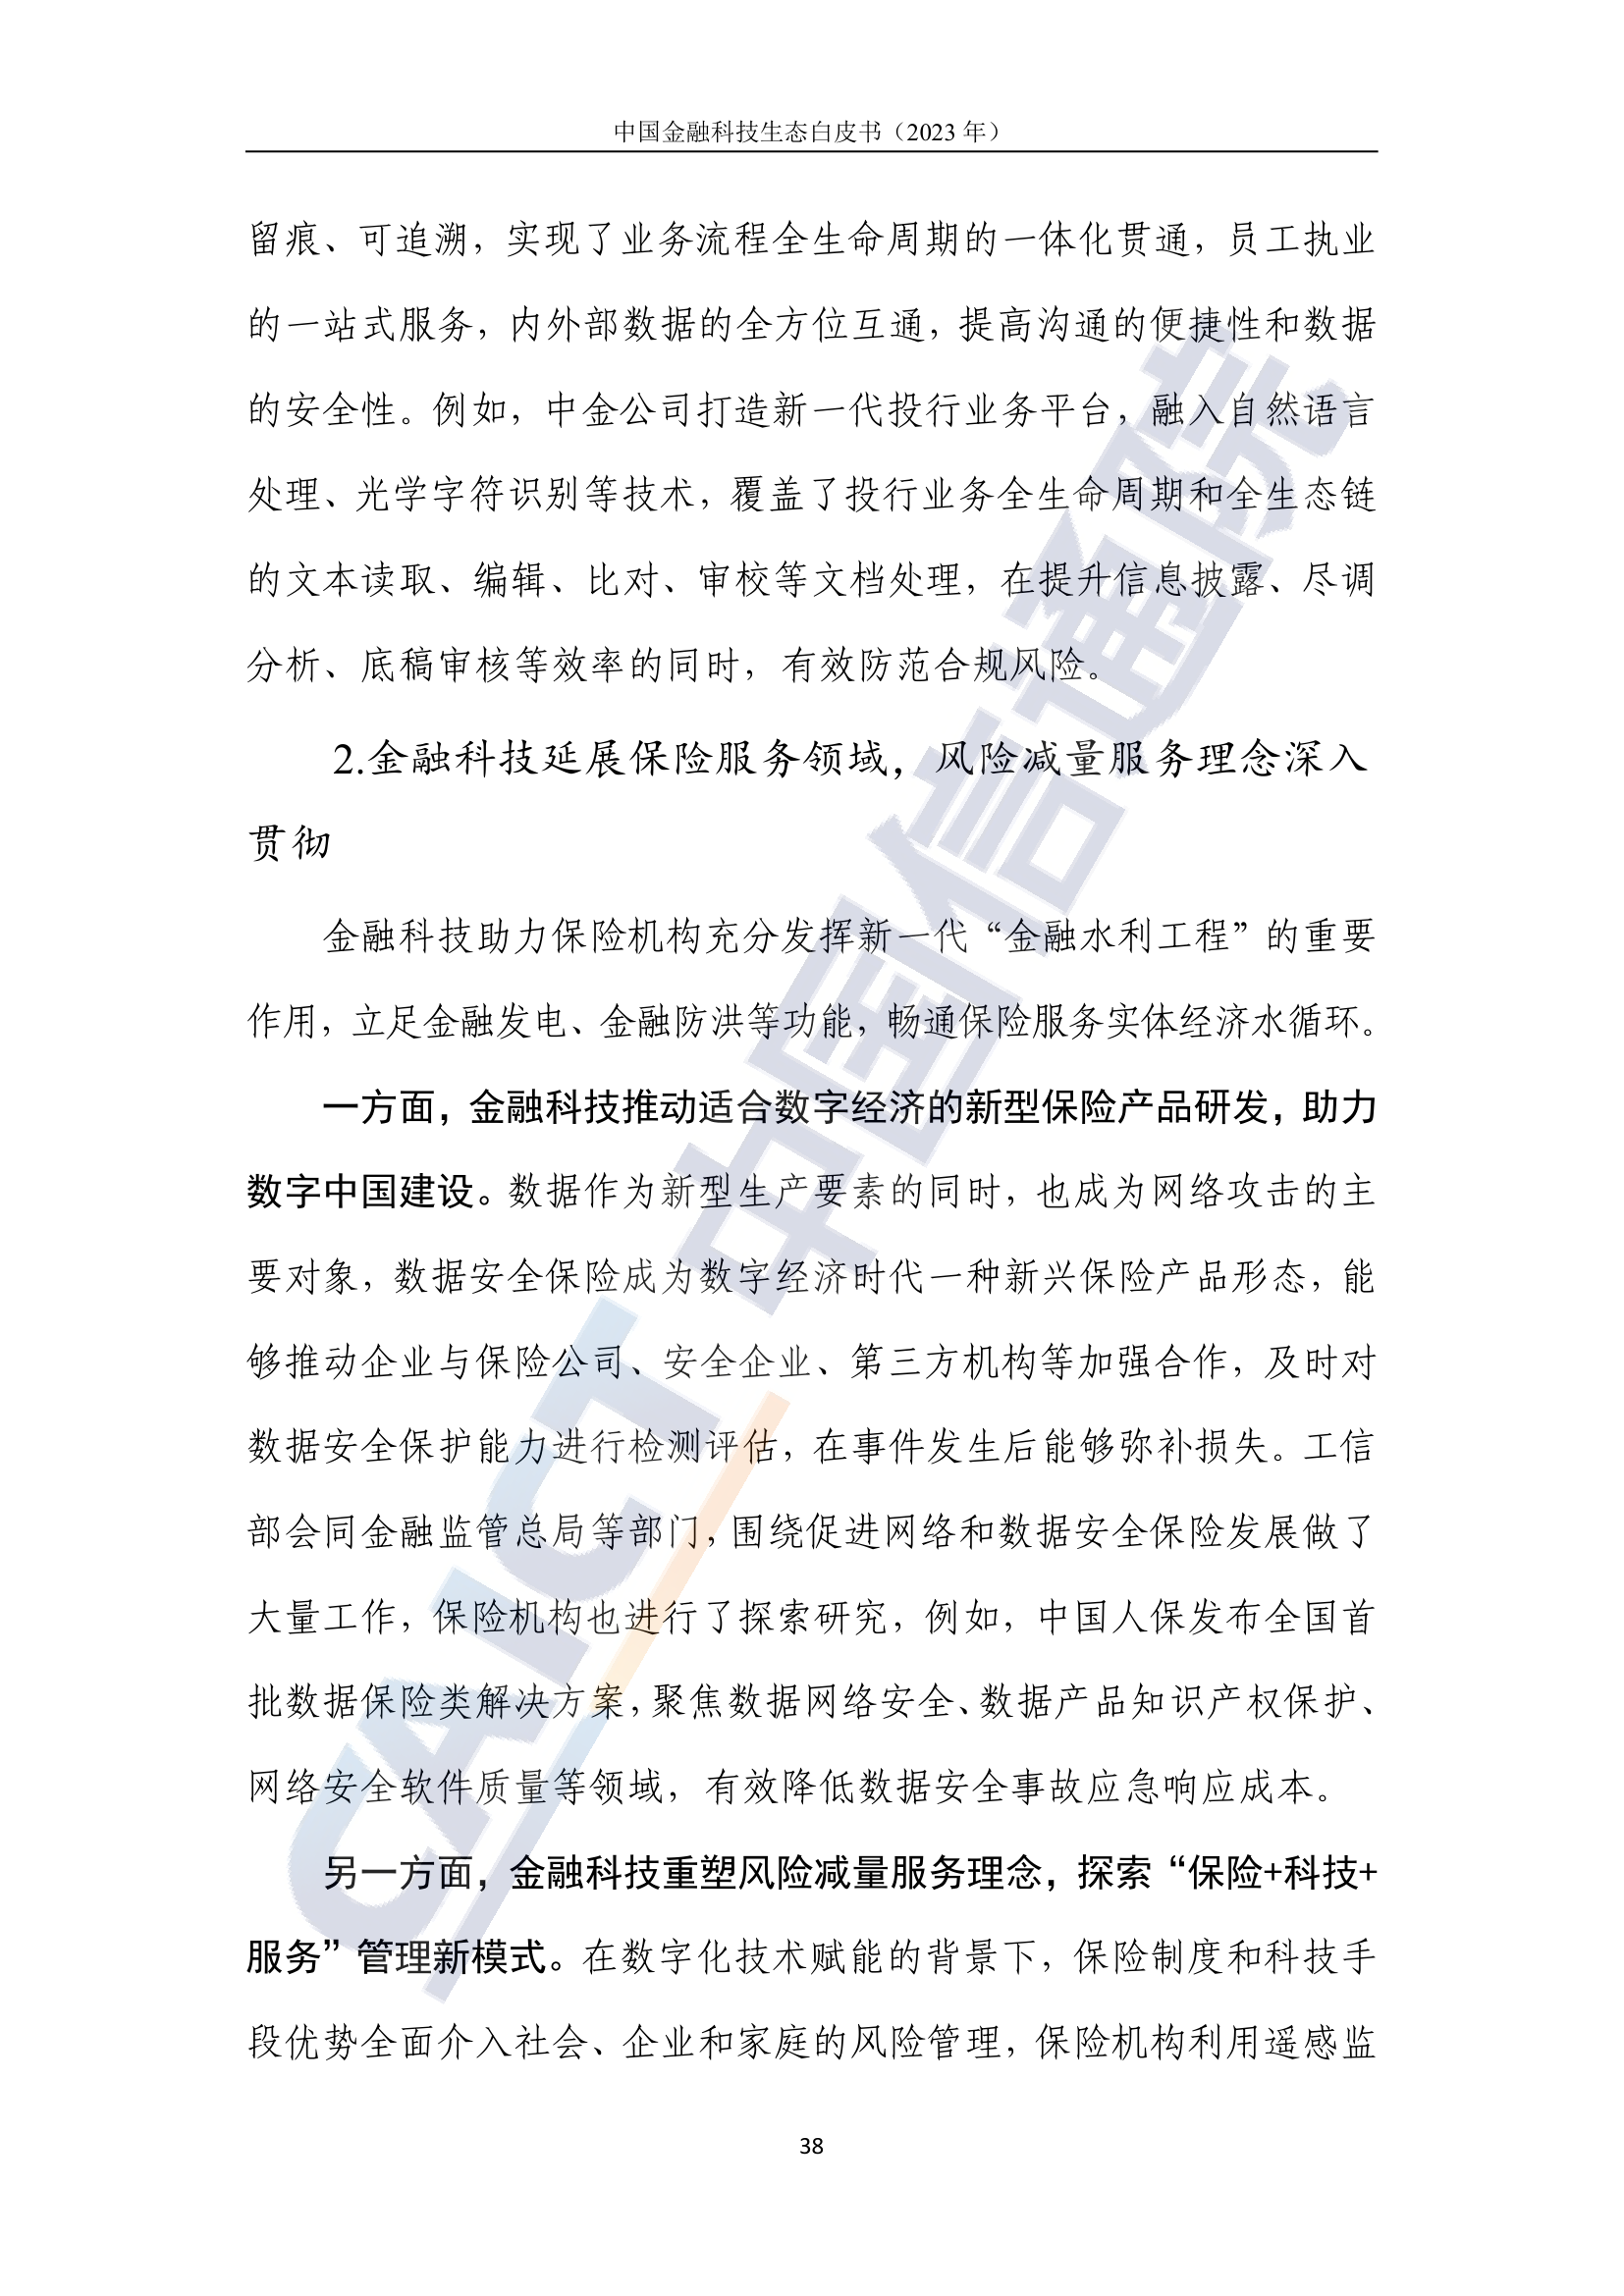 中国金融科技生态白皮书（2023 年）
留痕、可追溯，实现了业务流程全生命周期的一体化贯通，员工执业
的一站式服务，内外部数据的全方位互通，提高沟通的便捷性和数据
的安全性。例如，中金公司打造新一代投行业务平台，融入自然语言
处理、光学字符识别等技术，覆盖了投行业务全生命周期和全生态链
的文本读取、编辑、比对、审校等文档处理，在提升信息披露、尽调
分析、底稿审核等效率的同时，有效防范合规风险。
2.金融科技延展保险服务领域，风险减量服务理念深入
贯彻
金融科技助力保险机构充分发挥新一代“金融水利工程”的重要
作用，立足金融发电、金融防洪等功能，畅通保险服务实体经济水循环。
一方面，金融科技推动适合数字经济的新型保险产品研发，助力
数字中国建设。数据作为新型生产要素的同时，也成为网络攻击的主
要对象，数据安全保险成为数字经济时代一种新兴保险产品形态，能
够推动企业与保险公司、安全企业、第三方机构等加强合作，及时对
数据安全保护能力进行检测评估，在事件发生后能够弥补损失。工信
部会同金融监管总局等部门，围绕促进网络和数据安全保险发展做了
大量工作，保险机构也进行了探索研究，例如，中国人保发布全国首
批数据保险类解决方案，聚焦数据网络安全、数据产品知识产权保护、
网络安全软件质量等领域，有效降低数据安全事故应急响应成本。
另一方面，金融科技重塑风险减量服务理念，探索“保险+科技+
服务”管理新模式。在数字化技术赋能的背景下，保险制度和科技手
段优势全面介入社会、企业和家庭的风险管理，保险机构利用遥感监
38
CAICT 中国信通院